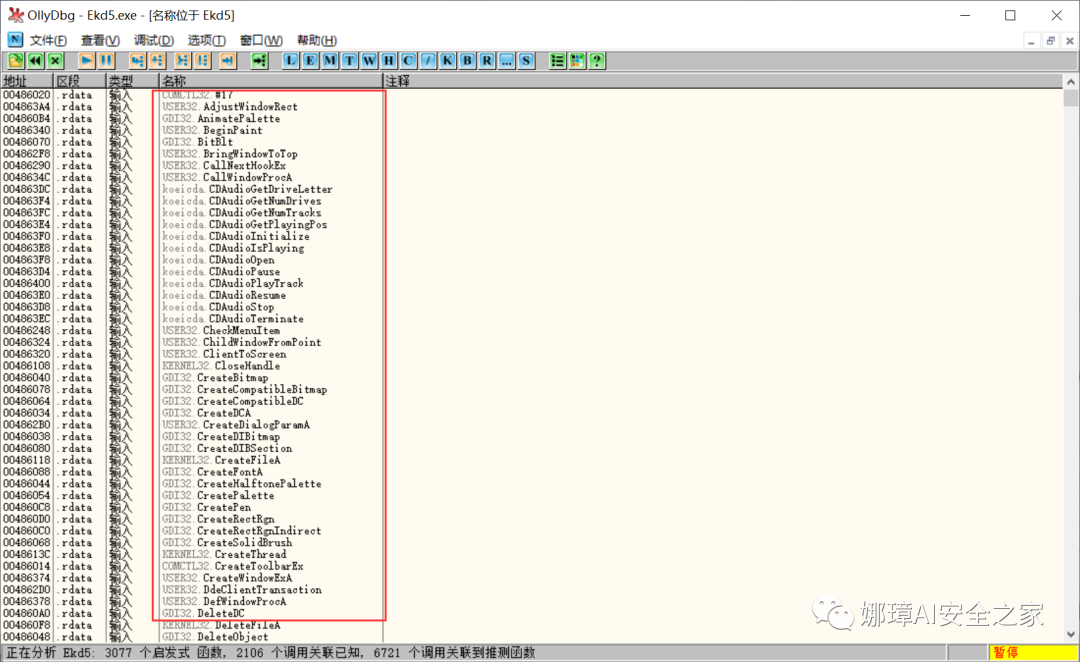 OllyDbg - Ekd5.exe - [名称位于 Ekd5]
N 文件(F) 查看(V) 调试(D) 选项(T) 窗口(W) 帮助(H)
L E M T W H C / K B R ... S ?
地址 区段 类型 名称 注释
00486020 .rdata 输入 COMCTL32.#17
004863A4 .rdata 输入 USER32.AdjustWindowRect
004860B4 .rdata 输入 GDI32.AnimatePalette
00486340 .rdata 输入 USER32.BeginPaint
00486070 .rdata 输入 GDI32.BitBlt
004862F8 .rdata 输入 USER32.BringWindowToTop
00486290 .rdata 输入 USER32.CallNextHookEx
0048634C .rdata 输入 USER32.CallWindowProcA
004863DC .rdata 输入 koeicda.CDAudioGetDriveLetter
004863F4 .rdata 输入 koeicda.CDAudioGetNumDrives
004863FC .rdata 输入 koeicda.CDAudioGetNumTracks
004863E4 .rdata 输入 koeicda.CDAudioGetPlayingPos
004863F0 .rdata 输入 koeicda.CDAudioInitialize
004863E8 .rdata 输入 koeicda.CDAudioIsPlaying
004863F8 .rdata 输入 koeicda.CDAudioOpen
004863D4 .rdata 输入 koeicda.CDAudioPause
00486400 .rdata 输入 koeicda.CDAudioPlayTrack
004863E0 .rdata 输入 koeicda.CDAudioResume
004863D8 .rdata 输入 koeicda.CDAudioStop
004863EC .rdata 输入 koeicda.CDAudioTerminate
00486248 .rdata 输入 USER32.CheckMenuItem
00486324 .rdata 输入 USER32.ChildWindowFromPoint
00486320 .rdata 输入 USER32.ClientToScreen
00486108 .rdata 输入 KERNEL32.CloseHandle
00486040 .rdata 输入 GDI32.CreateBitmap
00486078 .rdata 输入 GDI32.CreateCompatibleBitmap
00486064 .rdata 输入 GDI32.CreateCompatibleDC
00486034 .rdata 输入 GDI32.CreateDCA
004862B0 .rdata 输入 USER32.CreateDialogParamA
00486038 .rdata 输入 GDI32.CreateDIBitmap
00486080 .rdata 输入 GDI32.CreateDIBSection
00486118 .rdata 输入 KERNEL32.CreateFileA
00486088 .rdata 输入 GDI32.CreateFontA
00486044 .rdata 输入 GDI32.CreateHalftonePalette
00486054 .rdata 输入 GDI32.CreatePalette
004860C8 .rdata 输入 GDI32.CreatePen
004860D0 .rdata 输入 GDI32.CreateRectRgn
004860C0 .rdata 输入 GDI32.CreateRectRgnIndirect
00486068 .rdata 输入 GDI32.CreateSolidBrush
0048613C .rdata 输入 KERNEL32.CreateThread
00486014 .rdata 输入 COMCTL32.CreateToolbarEx
00486374 .rdata 输入 USER32.CreateWindowExA
004862D0 .rdata 输入 USER32.DdeClientTransaction
00486378 .rdata 输入 USER32.DefWindowProcA
004860A0 .rdata 输入 GDI32.DeleteDC
004860F8 .rdata 输入 KERNEL32.DeleteFileA
00486048 .rdata 输入 GDI32.DeleteObject
娜璋AI安全之家
正在分析 Ekd5: 3077 个启发式 函数, 2106 个调用关联已知, 6721 个调用关联到推测函数 暂停